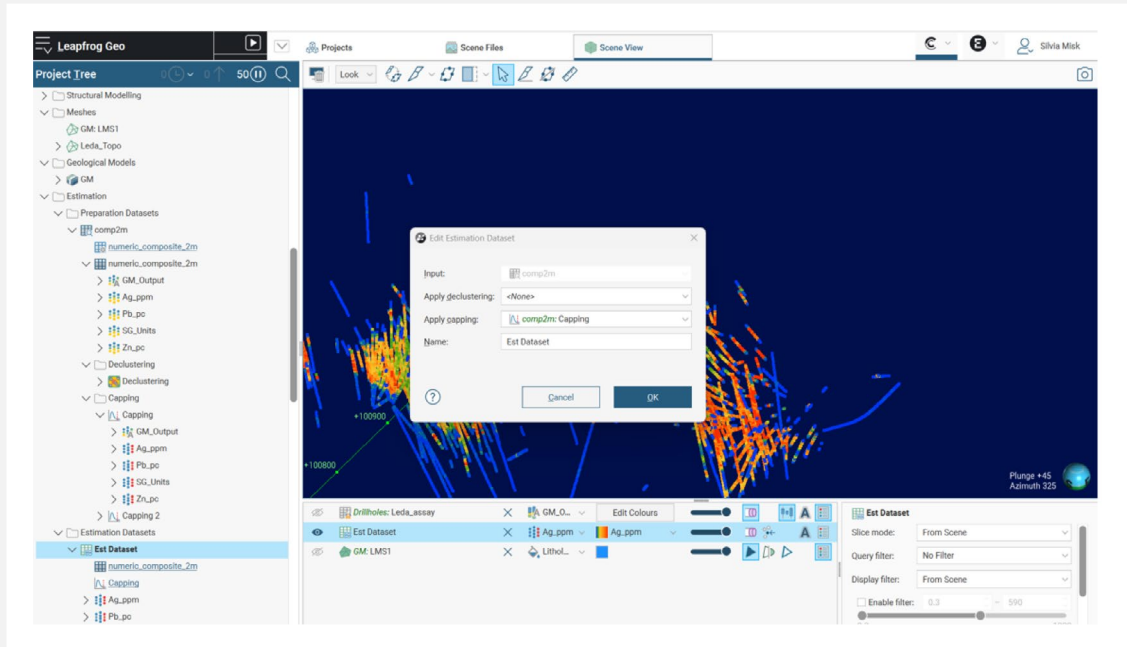 Leapfrog Geo
Projects
Scene Files
Scene View
Silvia Misk
Project Tree
0
0
50
Look
Structural Modelling
Meshes
GM: LMS1
Leda_Topo
Geological Models
GM
Estimation
Preparation Datasets
comp2m
numeric_composite_2m
numeric_composite_2m
GM_Output
Ag_ppm
Pb_pc
SG_Units
Zn_pc
Declustering
Declustering
Capping
Capping
GM_Output
Ag_ppm
Pb_pc
SG_Units
Zn_pc
Capping 2
Estimation Datasets
Est Dataset
numeric_composite_2m
Capping
Ag_ppm
Pb_pc
Edit Estimation Dataset
Input: comp2m
Apply declustering: <None>
Apply capping: comp2m: Capping
Name: Est Dataset
Cancel OK
+100900
+100800
Plunge +45
Azimuth 325
Drillholes: Leda_assay GM_O... Edit Colours
Est Dataset Ag_ppm Ag_ppm
GM: LMS1 Lithol...
Est Dataset
Slice mode: From Scene
Query filter: No Filter
Display filter: From Scene
Enable filter: 0.3 - 590